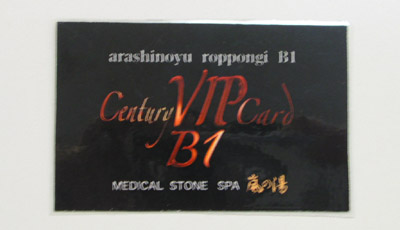 arashinoyu roppongi B1
Century VIP Card
B1
MEDICAL STONE SPA 嵐の湯